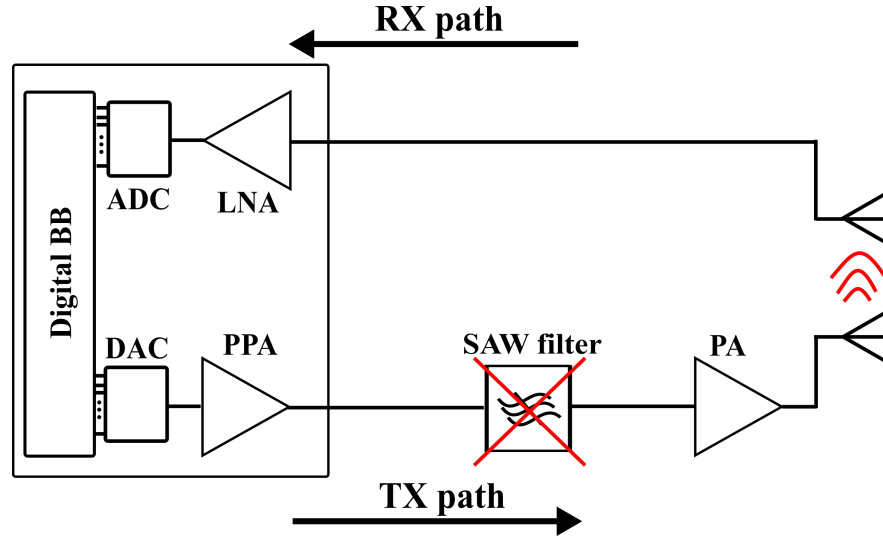 RX path
ADC
LNA
Digital BB
DAC
PPA
SAW filter
PA
TX path